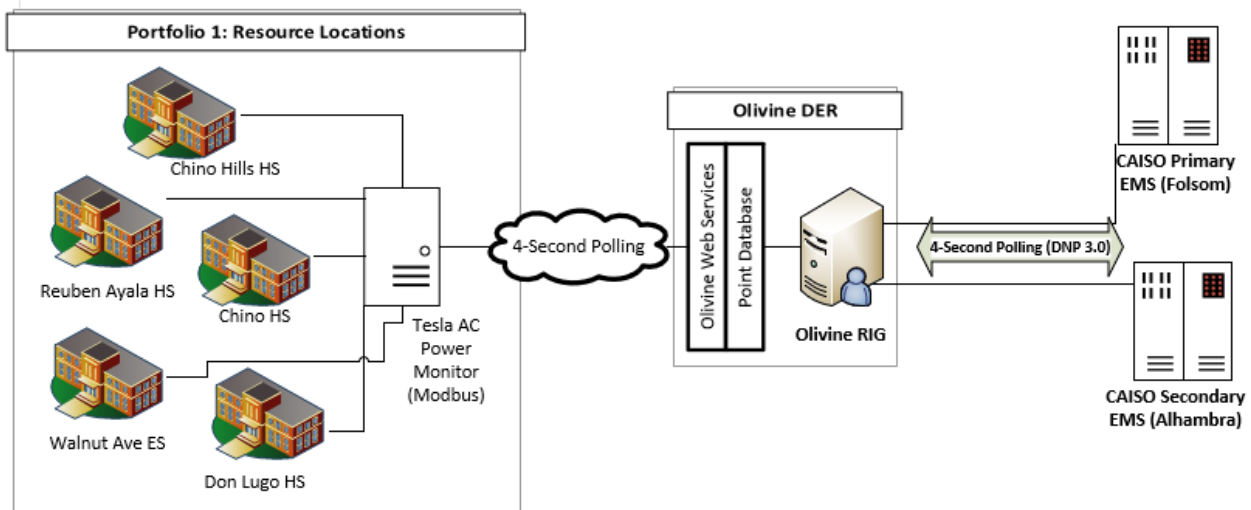 Portfolio 1: Resource Locations
Chino Hills HS
Reuben Ayala HS
Chino HS
Walnut Ave ES
Don Lugo HS
Tesla AC
Power
Monitor
(Modbus)
4-Second Polling
Olivine DER
Olivine Web Services
Point Database
Olivine RIG
4-Second Polling (DNP 3.0)
CAISO Primary
EMS (Folsom)
CAISO Secondary
EMS (Alhambra)